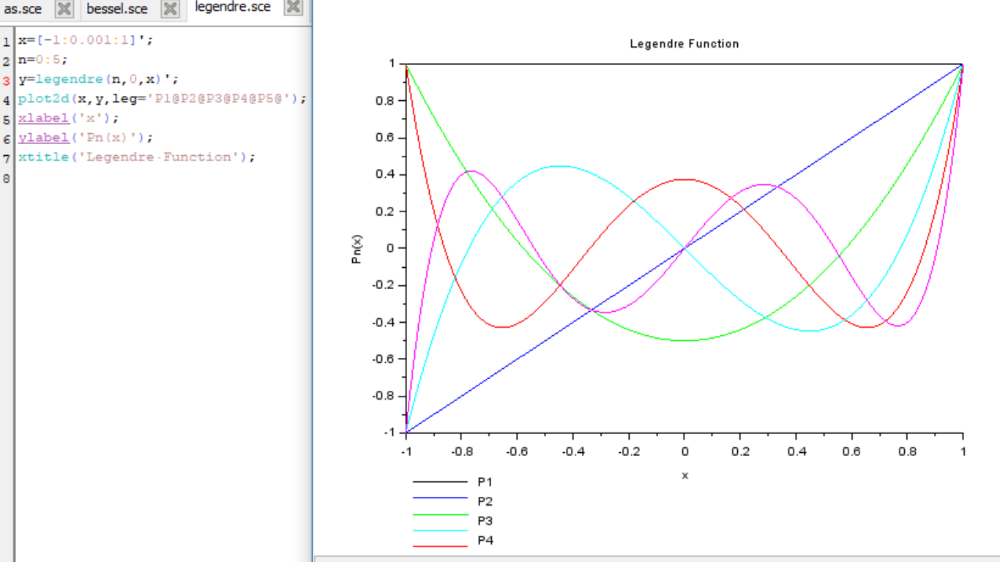 as.sce bessel.sce legendre.sce
1 x=[-1:0.001:1]';
2 n=0:5;
3 y=legendre(n,0,x)';
4 plot2d(x,y,leg='P1@P2@P3@P4@P5@');
5 xlabel('x');
6 ylabel('Pn(x)');
7 xtitle('Legendre·Function');
8
Legendre Function
1
0.8
0.6
0.4
0.2
0
-0.2
-0.4
-0.6
-0.8
-1
Pn(x)
-1 -0.8 -0.6 -0.4 -0.2 0 0.2 0.4 0.6 0.8 1
x
P1
P2
P3
P4